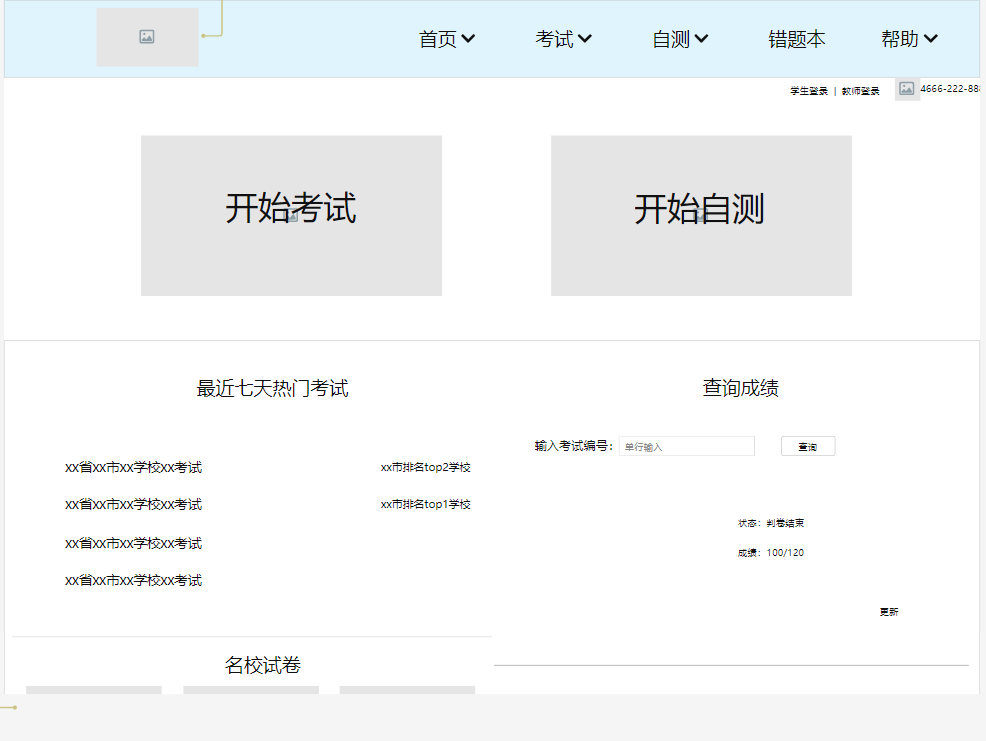 首页 考试 自测 错题本 帮助
学生登录 | 教师登录 4666-222-88
开始考试 开始自测
最近七天热门考试
xx省xx市xx学校xx考试 xx市排名top2学校
xx省xx市xx学校xx考试 xx市排名top1学校
xx省xx市xx学校xx考试
xx省xx市xx学校xx考试
名校试卷
查询成绩
输入考试编号： 单行输入 查询
状态：判卷结束
成绩：100/120
更新